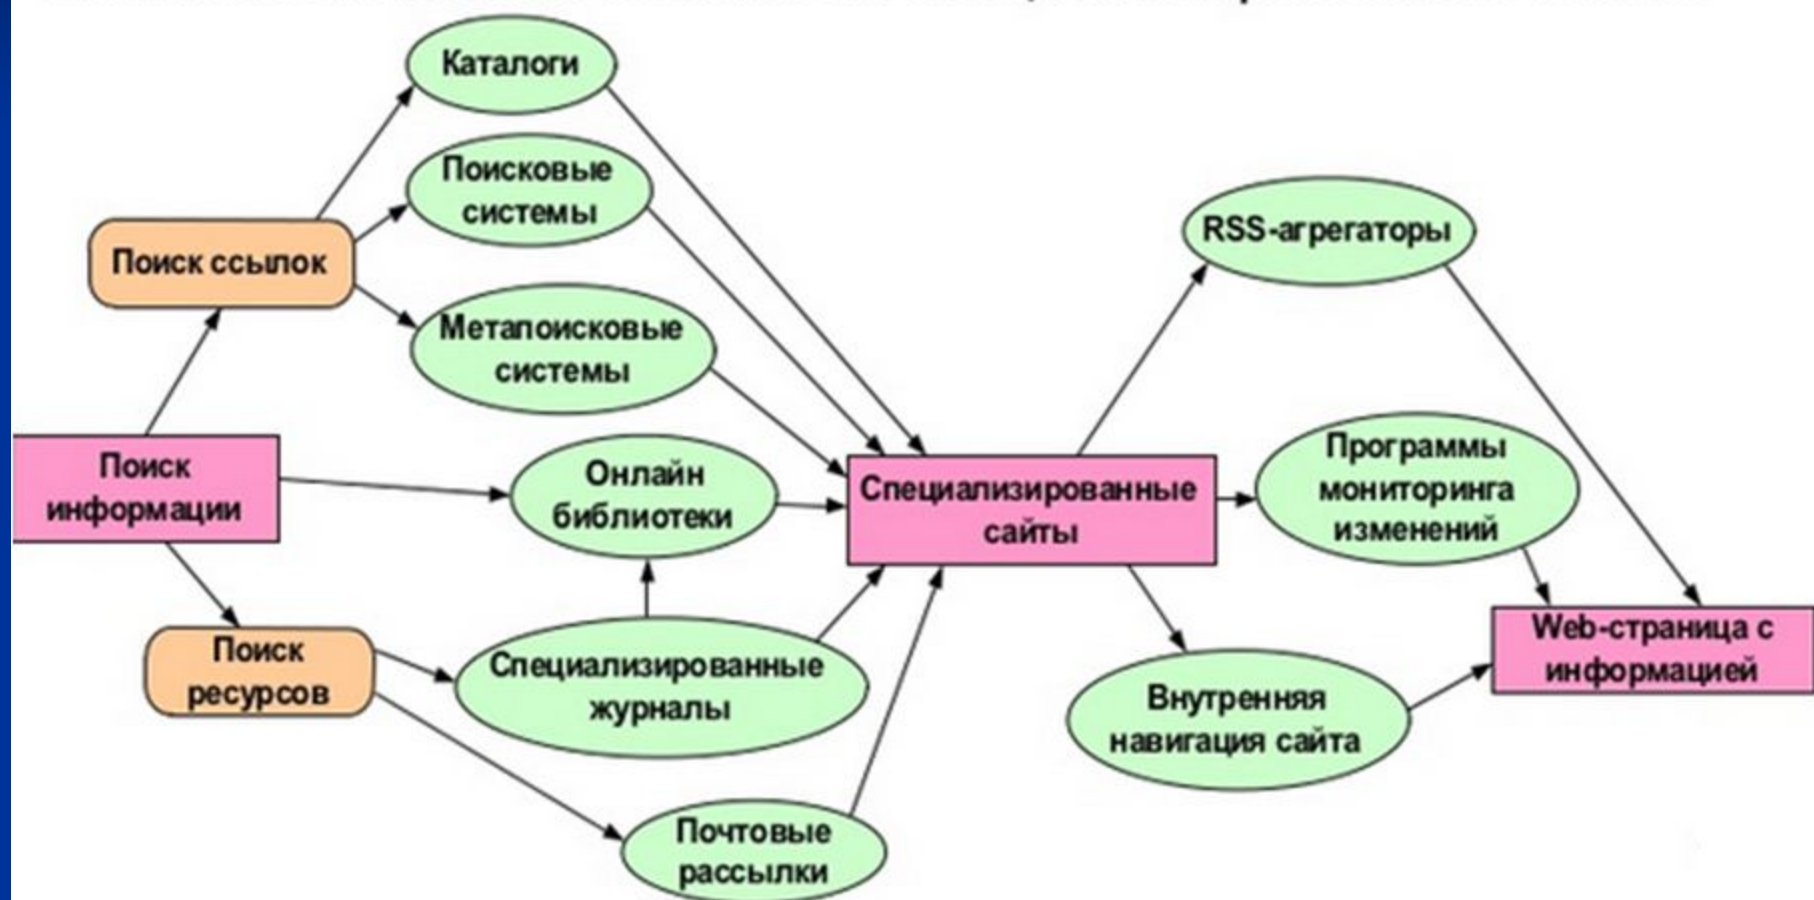 Каталоги
Поисковые
системы
RSS-агрегаторы
Поиск ссылок
Метапоисковые
системы
Поиск
информации
Онлайн
библиотеки
Специализированные
сайты
Программы
мониторинга
изменений
Поиск
ресурсов
Специализированные
журналы
Внутренняя
навигация сайта
Web-страница с
информацией
Почтовые
рассылки